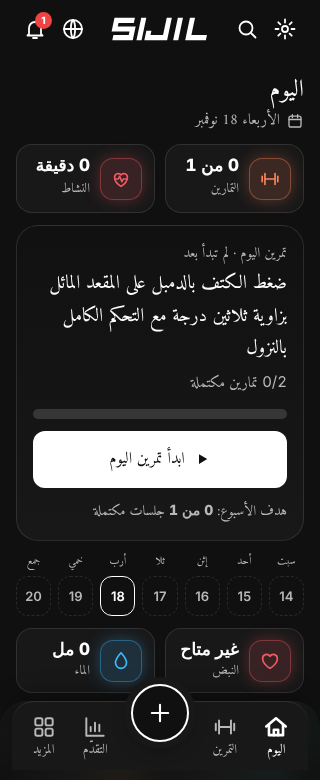 1
SIJIL
اليوم
الأربعاء 18 نوفمبر
0 من 1
التمارين
0 دقيقة
النشاط
تمرين اليوم · لم تبدأ بعد
ضغط الكتف بالدمبل على المقعد المائل
بزاوية ثلاثين درجة مع التحكم الكامل
بالنزول
0/2 تمارين مكتملة
ابدأ تمرين اليوم
هدف الأسبوع: 0 من 1 جلسات مكتملة
سبت أحد إثن ثلا أرب خمي جمع
14 15 16 17 18 19 20
غير متاح
النبض
0 مل
الماء
اليوم التمرين التقدّم المزيد